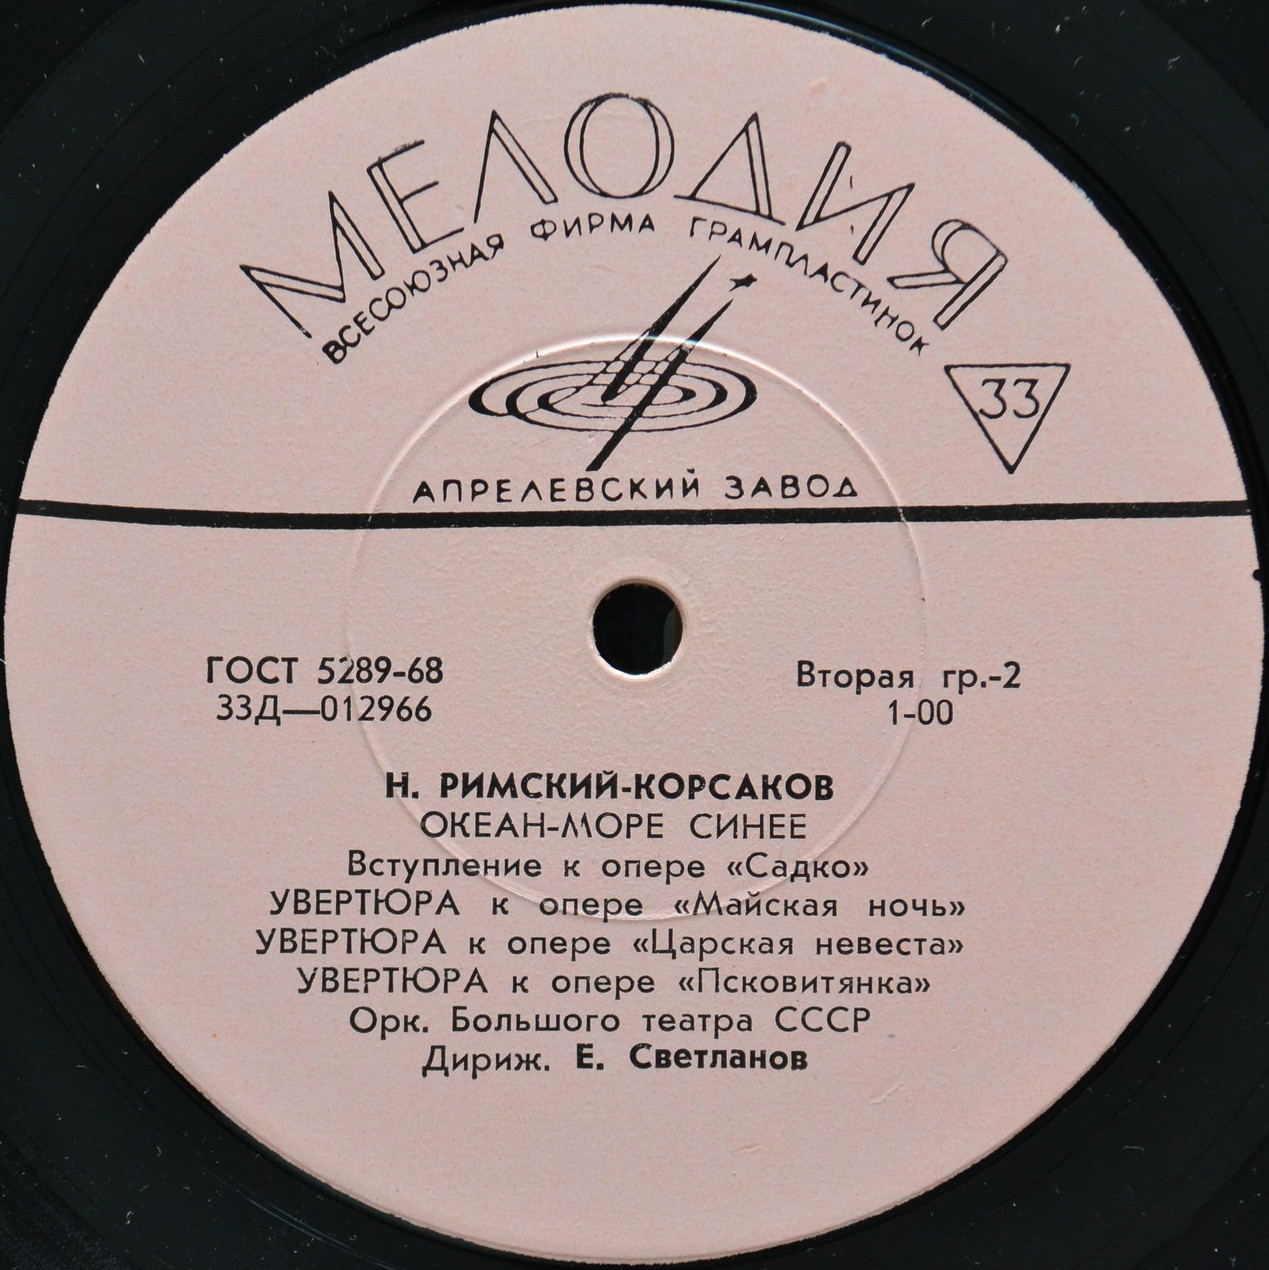 МЕЛОДИЯ
ВСЕСОЮЗНАЯ ФИРМА ГРАМПЛАСТИНОК
33
АПРЕЛЕВСКИЙ ЗАВОД
ГОСТ 5289-68
Вторая гр.-2
33Д—012966
1-00
Н. РИМСКИЙ-КОРСАКОВ
ОКЕАН-МОРЕ СИНЕЕ
Вступление к опере «Садко»
УВЕРТЮРА к опере «Майская ночь»
УВЕРТЮРА к опере «Царская невеста»
УВЕРТЮРА к опере «Псковитянка»
Орк. Большого театра СССР
Дириж. Е. Светланов